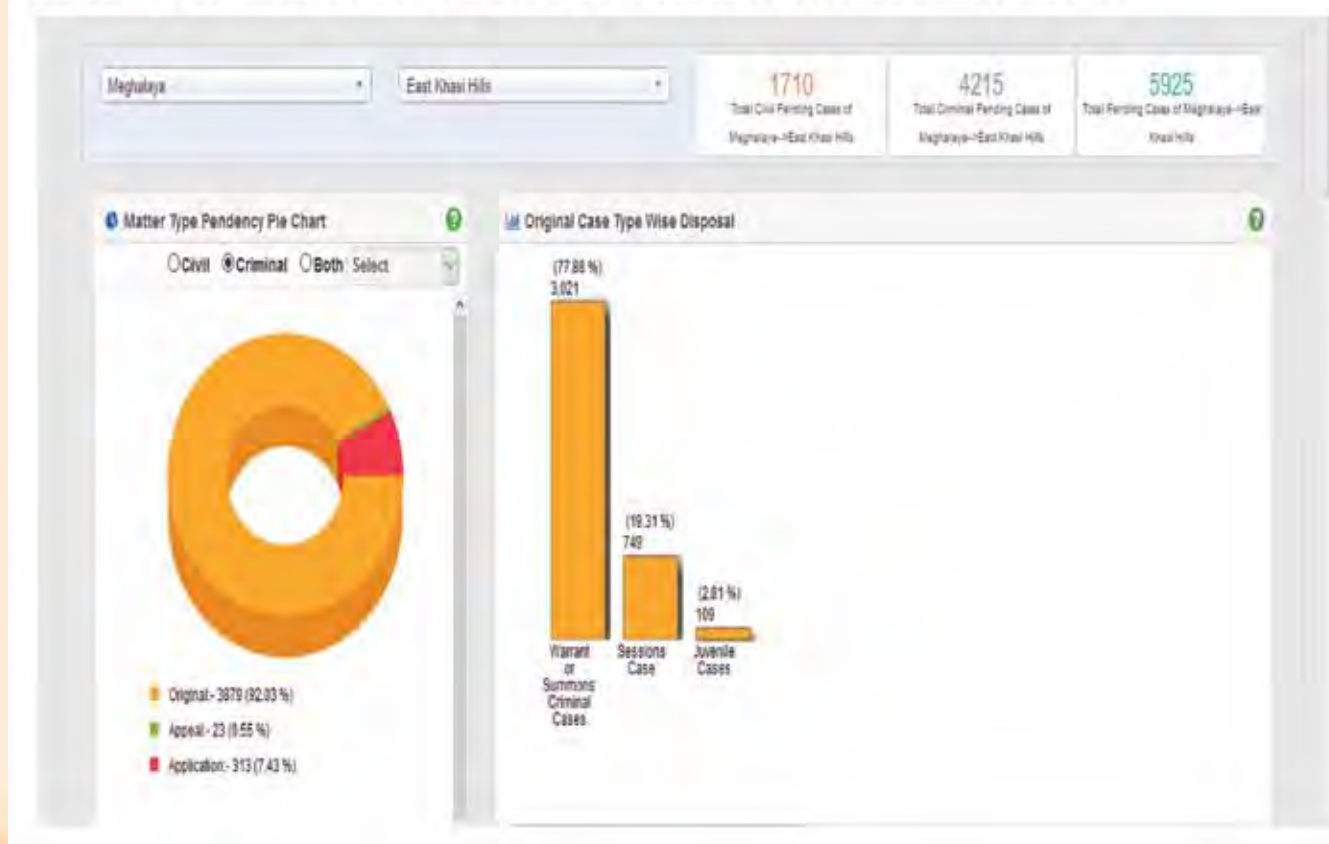 Meghalaya
East Khasi Hills
1710
Total Civil Pending Cases of
Meghalaya->East Khasi Hills
4215
Total Criminal Pending Cases of
Meghalaya->East Khasi Hills
5925
Total Pending Cases of Meghalaya->East
Khasi Hills
Matter Type Pendency Pie Chart
?
Civil Criminal Both Select
Original:- 3879 (92.03 %)
Appeal:- 23 (0.55 %)
Application:- 313 (7.43 %)
Original Case Type Wise Disposal
?
(77.88 %)
3,021
(19.31 %)
749
(2.81 %)
109
Warrant
or
Summons
Criminal
Cases
Sessions
Case
Juvenile
Cases